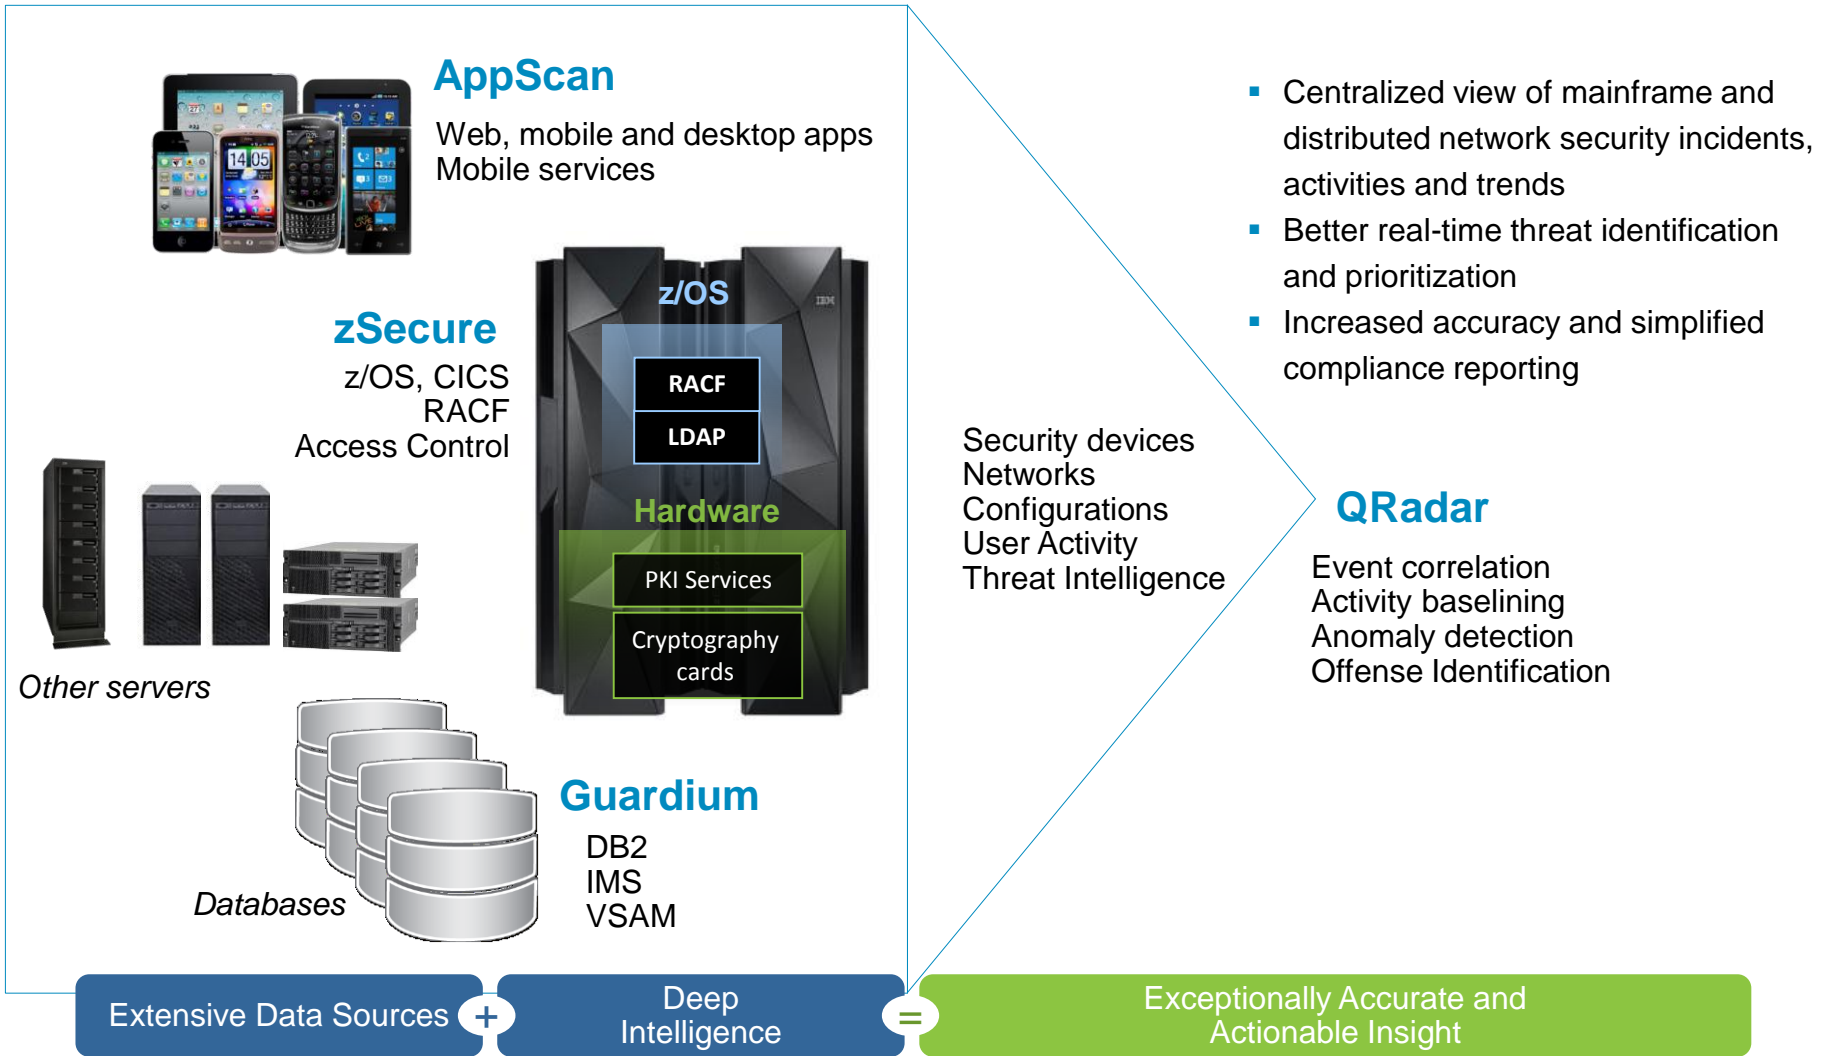 AppScan
Web, mobile and desktop apps
Mobile services
14 05
zSecure
z/OS, CICS
RACF
Access Control
z/OS
IBM
RACF
LDAP
Hardware
PKI Services
Cryptography
cards
Other servers
Databases
Guardium
DB2
IMS
VSAM
Security devices
Networks
Configurations
User Activity
Threat Intelligence
▪ Centralized view of mainframe and
distributed network security incidents,
activities and trends
▪ Better real-time threat identification
and prioritization
▪ Increased accuracy and simplified
compliance reporting
QRadar
Event correlation
Activity baselining
Anomaly detection
Offense Identification
Extensive Data Sources
+
Deep
Intelligence
=
Exceptionally Accurate and
Actionable Insight